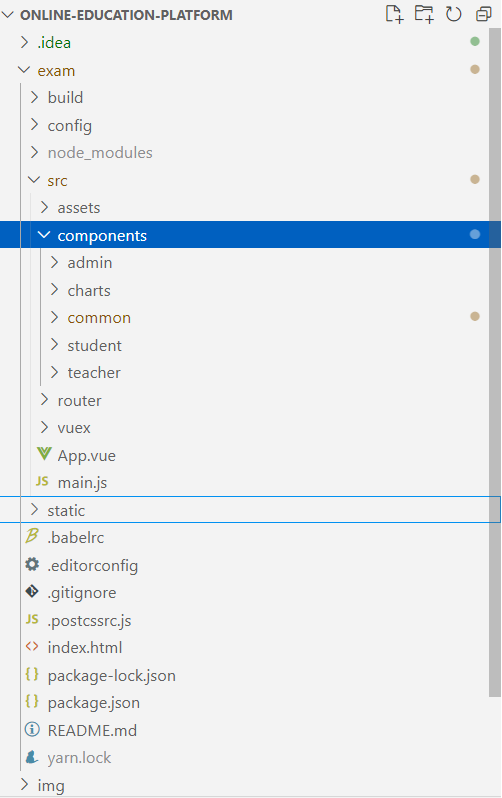 ONLINE-EDUCATION-PLATFORM
.idea
exam
build
config
node_modules
src
assets
components
admin
charts
common
student
teacher
router
vuex
App.vue
JS main.js
static
.babelrc
.editorconfig
.gitignore
JS .postcssrc.js
<> index.html
{} package-lock.json
{} package.json
README.md
yarn.lock
img